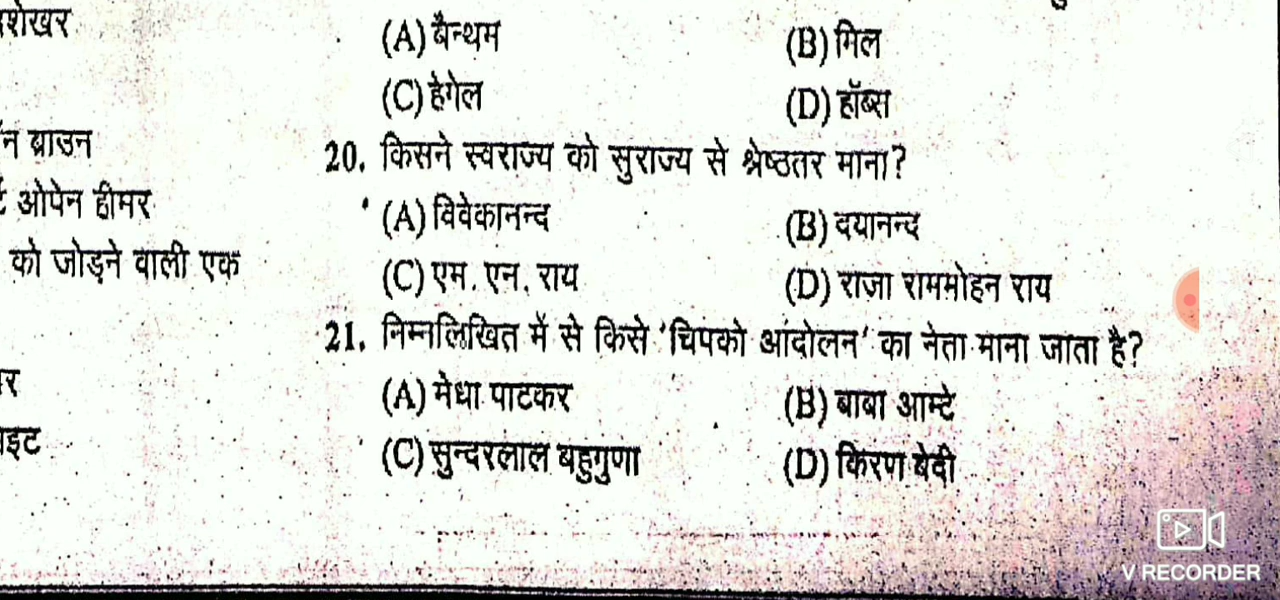 शेखर
(A) बैन्थम (B) मिल
(C) हेगेल (D) हॉब्स
न ब्राउन
20. किसने स्वराज्य को सुराज्य से श्रेष्ठतर माना?
ओपेन हीमर
(A) विवेकानन्द (B) दयानन्द
को जोड़ने वाली एक
(C) एम. एन. राय (D) राजा राममोहन राय
21. निम्नलिखित में से किसे 'चिपको आंदोलन' का नेता माना जाता है?
र
(A) मेधा पाटकर (B) बाबा आम्टे
इट
(C) सुन्दरलाल बहुगुणा (D) किरण बेदी
V RECORDER